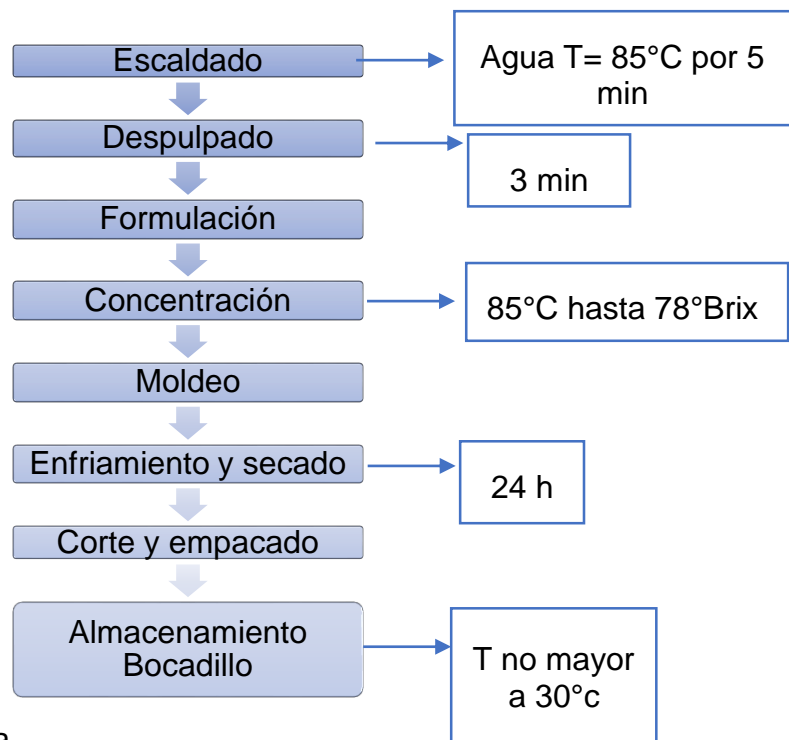 Escaldado
Agua T= 85°C por 5
min
Despulpado
3 min
Formulación
Concentración
85°C hasta 78°Brix
Moldeo
Enfriamiento y secado
24 h
Corte y empacado
Almacenamiento
Bocadillo
T no mayor
a 30°c